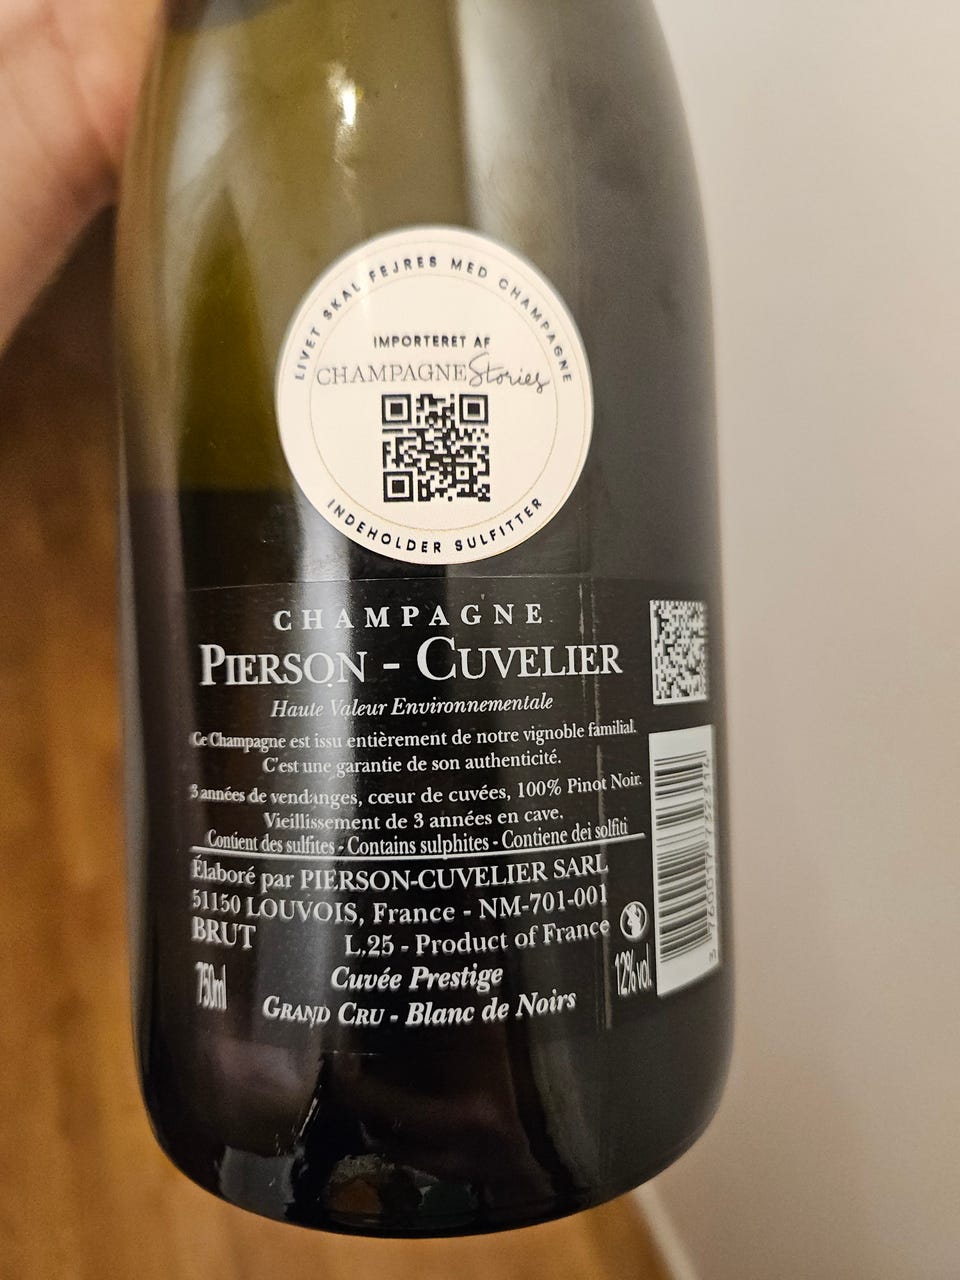 LIVET SKAL FEJRES MED CHAMPAGNE
IMPORTERET AF
CHAMPAGNE Stories
INDEHOLDER SULFITTER
CHAMPAGNE
PIERSON - CUVELIER
Haute Valeur Environnementale
Ce Champagne est issu entièrement de notre vignoble familial.
C'est une garantie de son authenticité.
3 années de vendanges, cœur de cuvées, 100% Pinot Noir.
Vieillissement de 3 années en cave.
Contient des sulfites - Contains sulphites - Contiene dei solfiti
Élaboré par PIERSON-CUVELIER SARL
51150 LOUVOIS, France - NM-701-001
BRUT L.25 - Product of France
750ml Cuvée Prestige 12% vol.
GRAND CRU - Blanc de Noirs